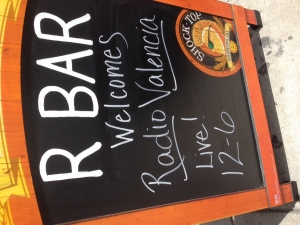 R BAR
Welcomes
Radio Valencia
Live!
12-6
SHOCK·TOP